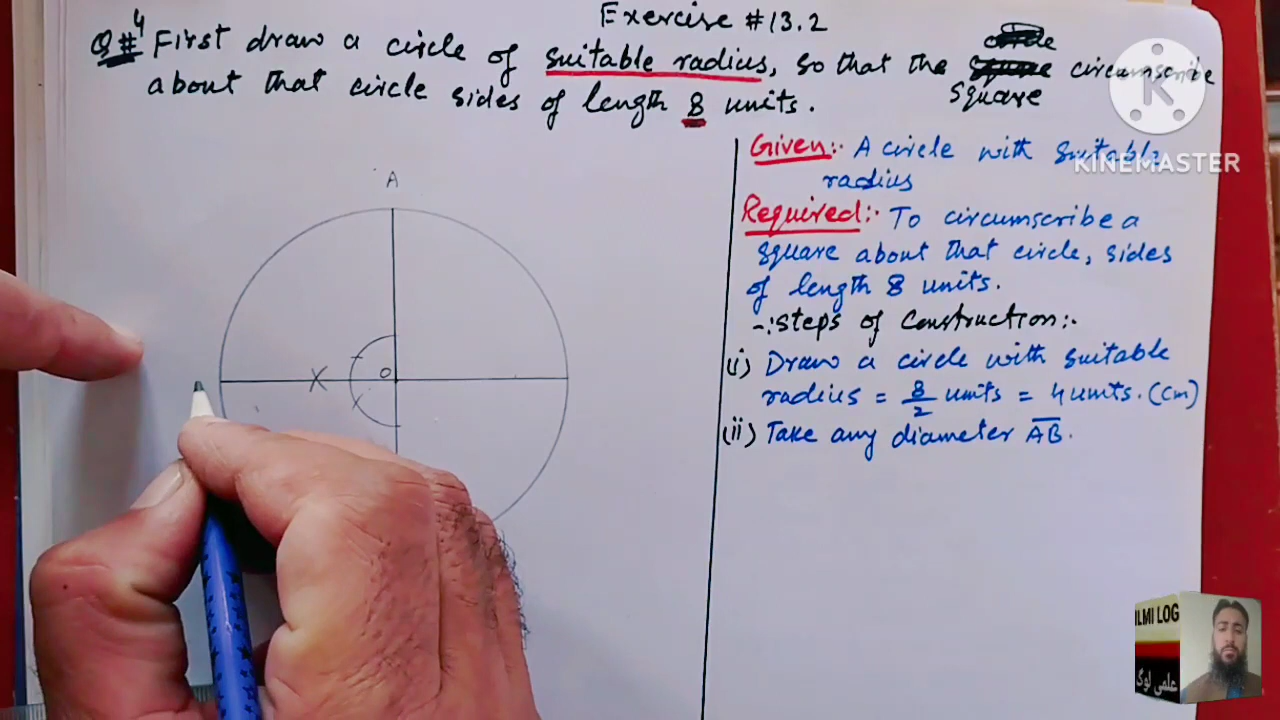 Exercise #13.2
Q#4 First draw a circle of suitable radius, so that the square circumscribe
about that circle sides of length 8 units.
KINEMASTER
K
Given:- A circle with suitable
radius
Required:- To circumscribe a
square about that circle, sides
of length 8 units.
-:Steps of Construction:-
(i) Draw a circle with suitable
radius = 8/2 units = 4 units. (cm)
(ii) Take any diameter AB.
A
O
ILMI LOG
علمی لوگ